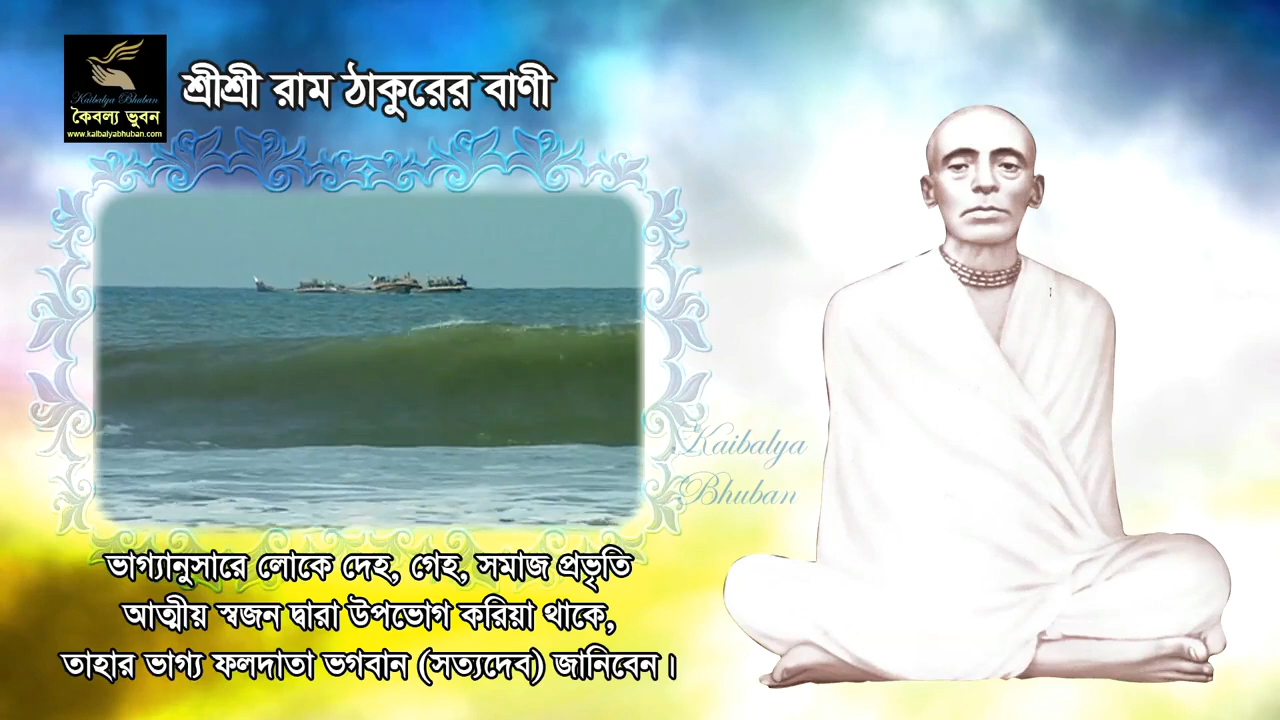 Kaibalya Bhuban
কৈবল্য ভুবন
www.kaibalyabhuban.com
শ্রীশ্রী রাম ঠাকুরের বাণী
Kaibalya
Bhuban
ভাগ্যানুসারে লোকে দেহ, গেহ, সমাজ প্রভৃতি
আত্মীয় স্বজন দ্বারা উপভোগ করিয়া থাকে,
তাহার ভাগ্য ফলদাতা ভগবান (সত্যদেব) জানিবেন।